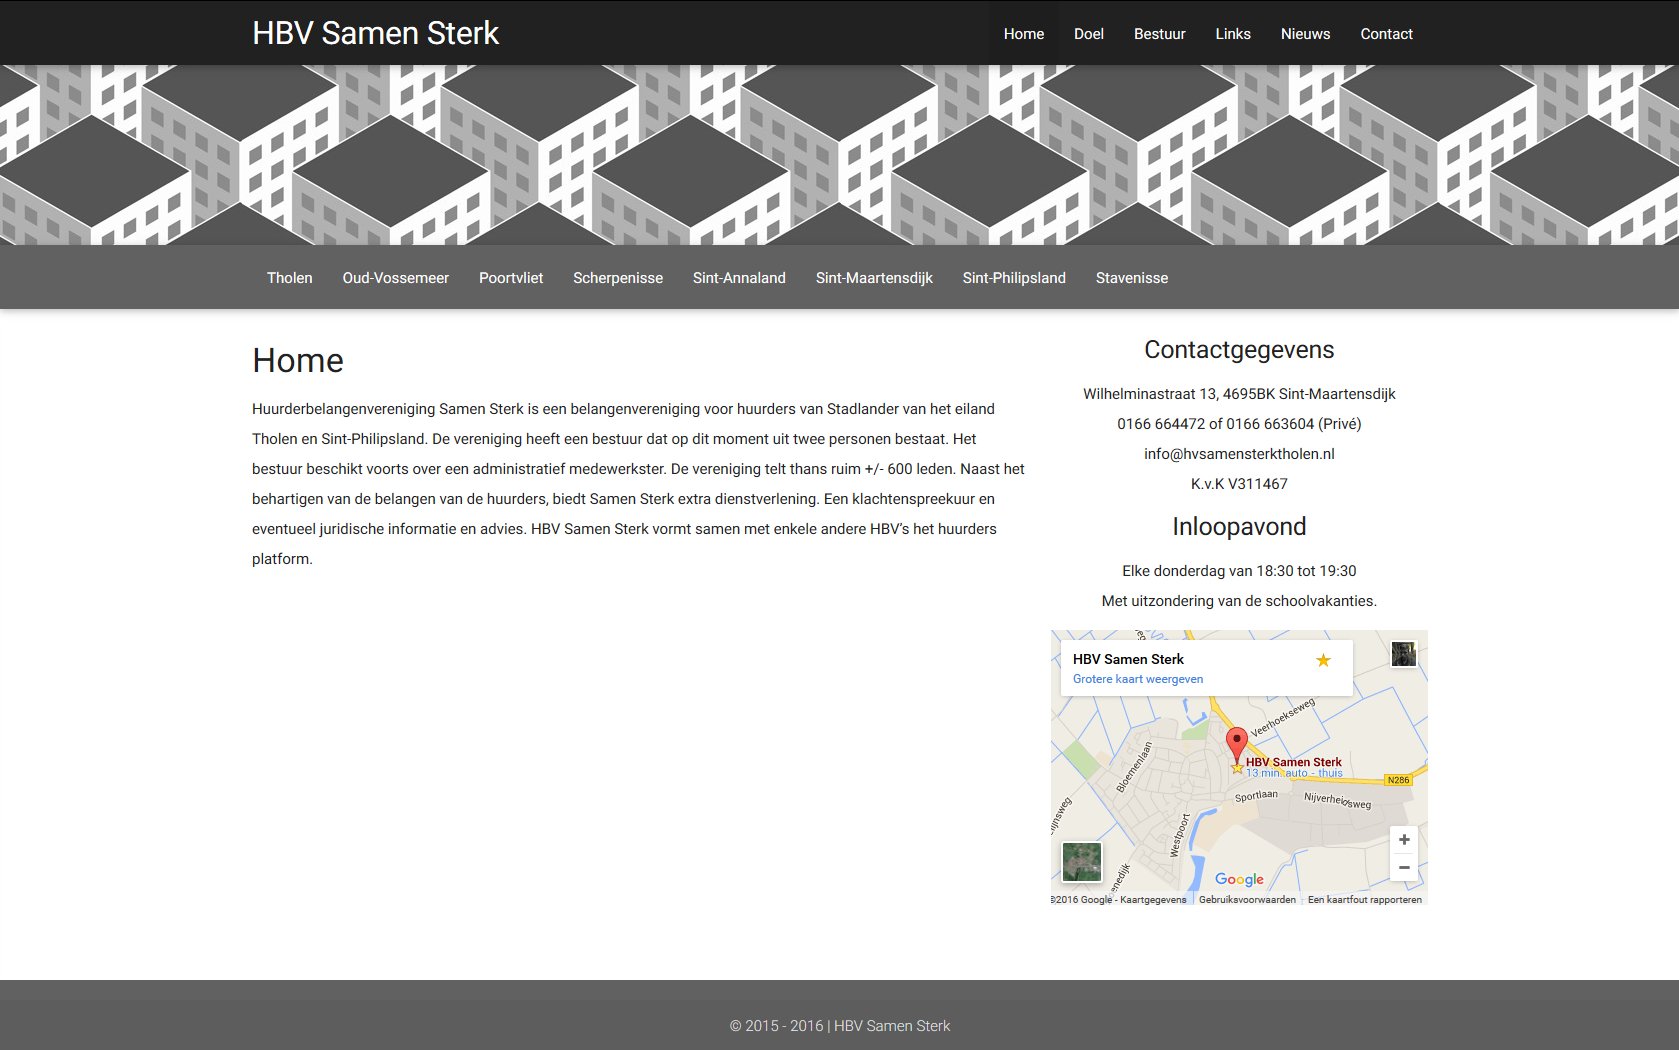 HBV Samen Sterk
Home Doel Bestuur Links Nieuws Contact
Tholen Oud-Vossemeer Poortvliet Scherpenisse Sint-Annaland Sint-Maartensdijk Sint-Philipsland Stavenisse
Home
Huurderbelangenvereniging Samen Sterk is een belangenvereniging voor huurders van Stadlander van het eiland
Tholen en Sint-Philipsland. De vereniging heeft een bestuur dat op dit moment uit twee personen bestaat. Het
bestuur beschikt voorts over een administratief medewerkster. De vereniging telt thans ruim +/- 600 leden. Naast het
behartigen van de belangen van de huurders, biedt Samen Sterk extra dienstverlening. Een klachtenspreekuur en
eventueel juridische informatie en advies. HBV Samen Sterk vormt samen met enkele andere HBV’s het huurders
platform.
Contactgegevens
Wilhelminastraat 13, 4695BK Sint-Maartensdijk
0166 664472 of 0166 663604 (Privé)
info@hvsamensterktholen.nl
K.v.K V311467
Inloopavond
Elke donderdag van 18:30 tot 19:30
Met uitzondering van de schoolvakanties.
HBV Samen Sterk
Grotere kaart weergeven
Veerhoekseweg
Bloemenlaan
HBV Samen Sterk
13 min. auto - thuis
N286
Sportlaan
Nijverheidsweg
Westpoort
Google
©2016 Google - Kaartgegevens Gebruiksvoorwaarden Een kaartfout rapporteren
© 2015 - 2016 | HBV Samen Sterk